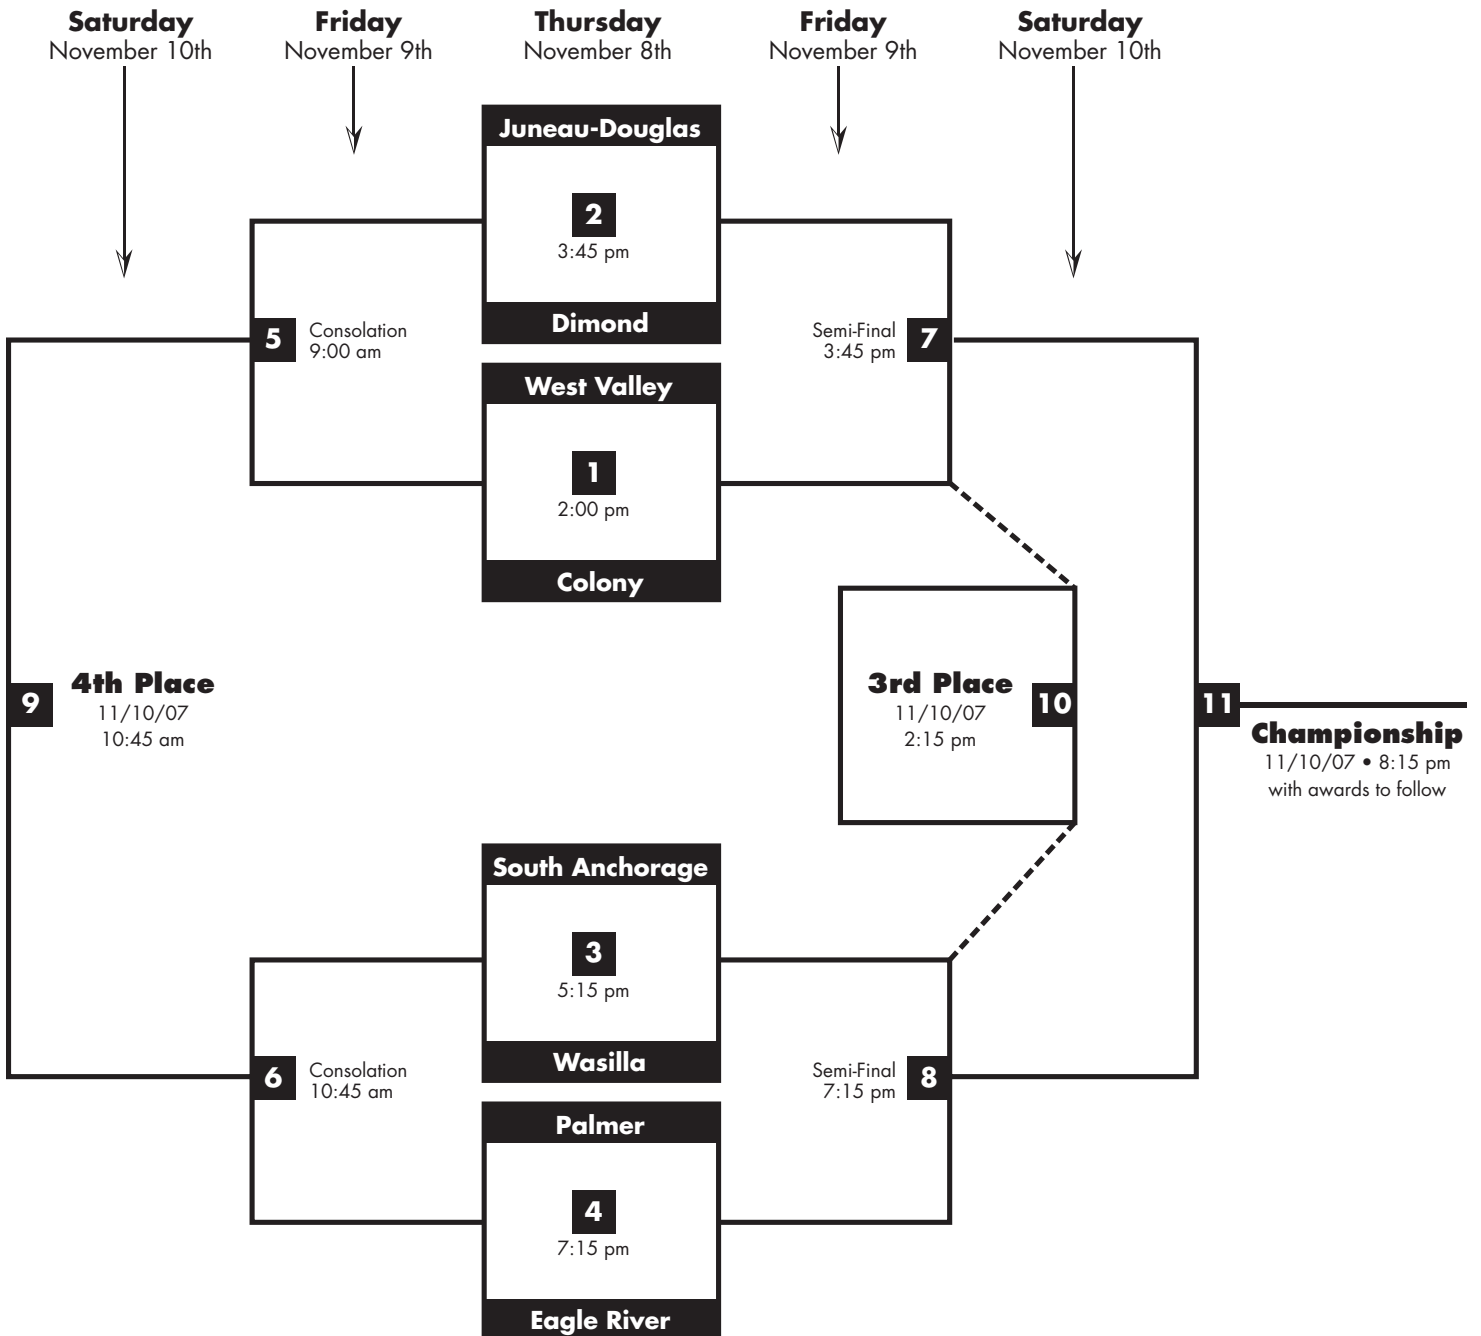 Saturday
November 10th
Friday
November 9th
Thursday
November 8th
Friday
November 9th
Saturday
November 10th
Juneau-Douglas
2
3:45 pm
Dimond
5
Consolation
9:00 am
Semi-Final
3:45 pm
7
West Valley
1
2:00 pm
Colony
9
4th Place
11/10/07
10:45 am
3rd Place
11/10/07
2:15 pm
10
11
Championship
11/10/07 • 8:15 pm
with awards to follow
South Anchorage
3
5:15 pm
Wasilla
6
Consolation
10:45 am
Semi-Final
7:15 pm
8
Palmer
4
7:15 pm
Eagle River